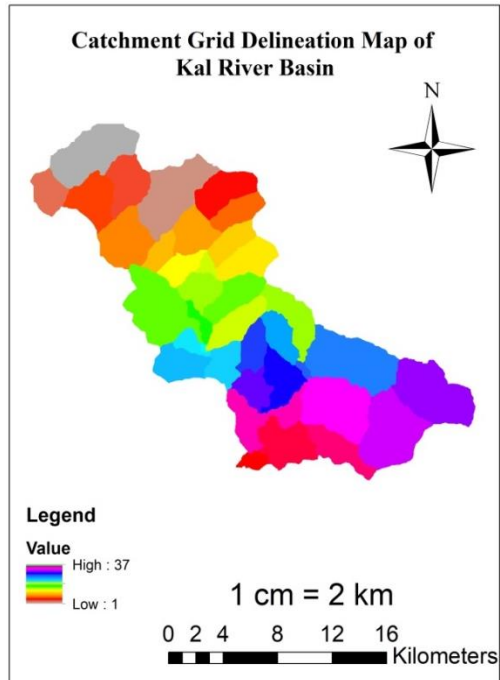 Catchment Grid Delineation Map of
Kal River Basin
N
Legend
Value
High : 37
Low : 1
1 cm = 2 km
0 2 4 8 12 16
Kilometers